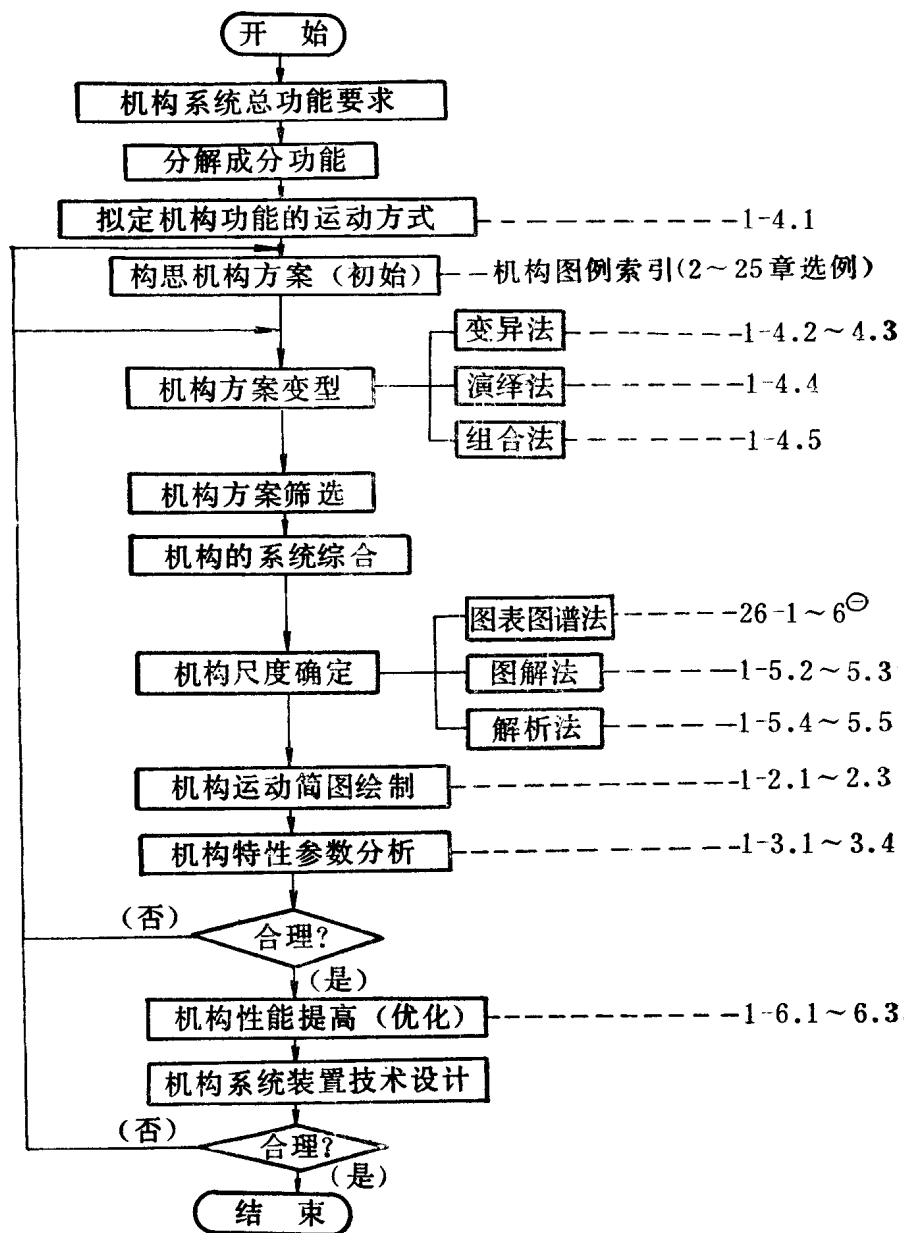 开 始
机构系统总功能要求
分解成分功能
拟定机构功能的运动方式 1-4.1
构思机构方案（初始） 机构图例索引(2～25章选例)
变异法 1-4.2～4.3
机构方案变型 演绎法 1-4.4
组合法 1-4.5
机构方案筛选
机构的系统综合
图表图谱法 26-1～6㊀
机构尺度确定 图解法 1-5.2～5.3
解析法 1-5.4～5.5
机构运动简图绘制 1-2.1～2.3
机构特性参数分析 1-3.1～3.4
（否） 合理?
（是）
机构性能提高（优化） 1-6.1～6.3
机构系统装置技术设计
（否） 合理?
（是）
结 束